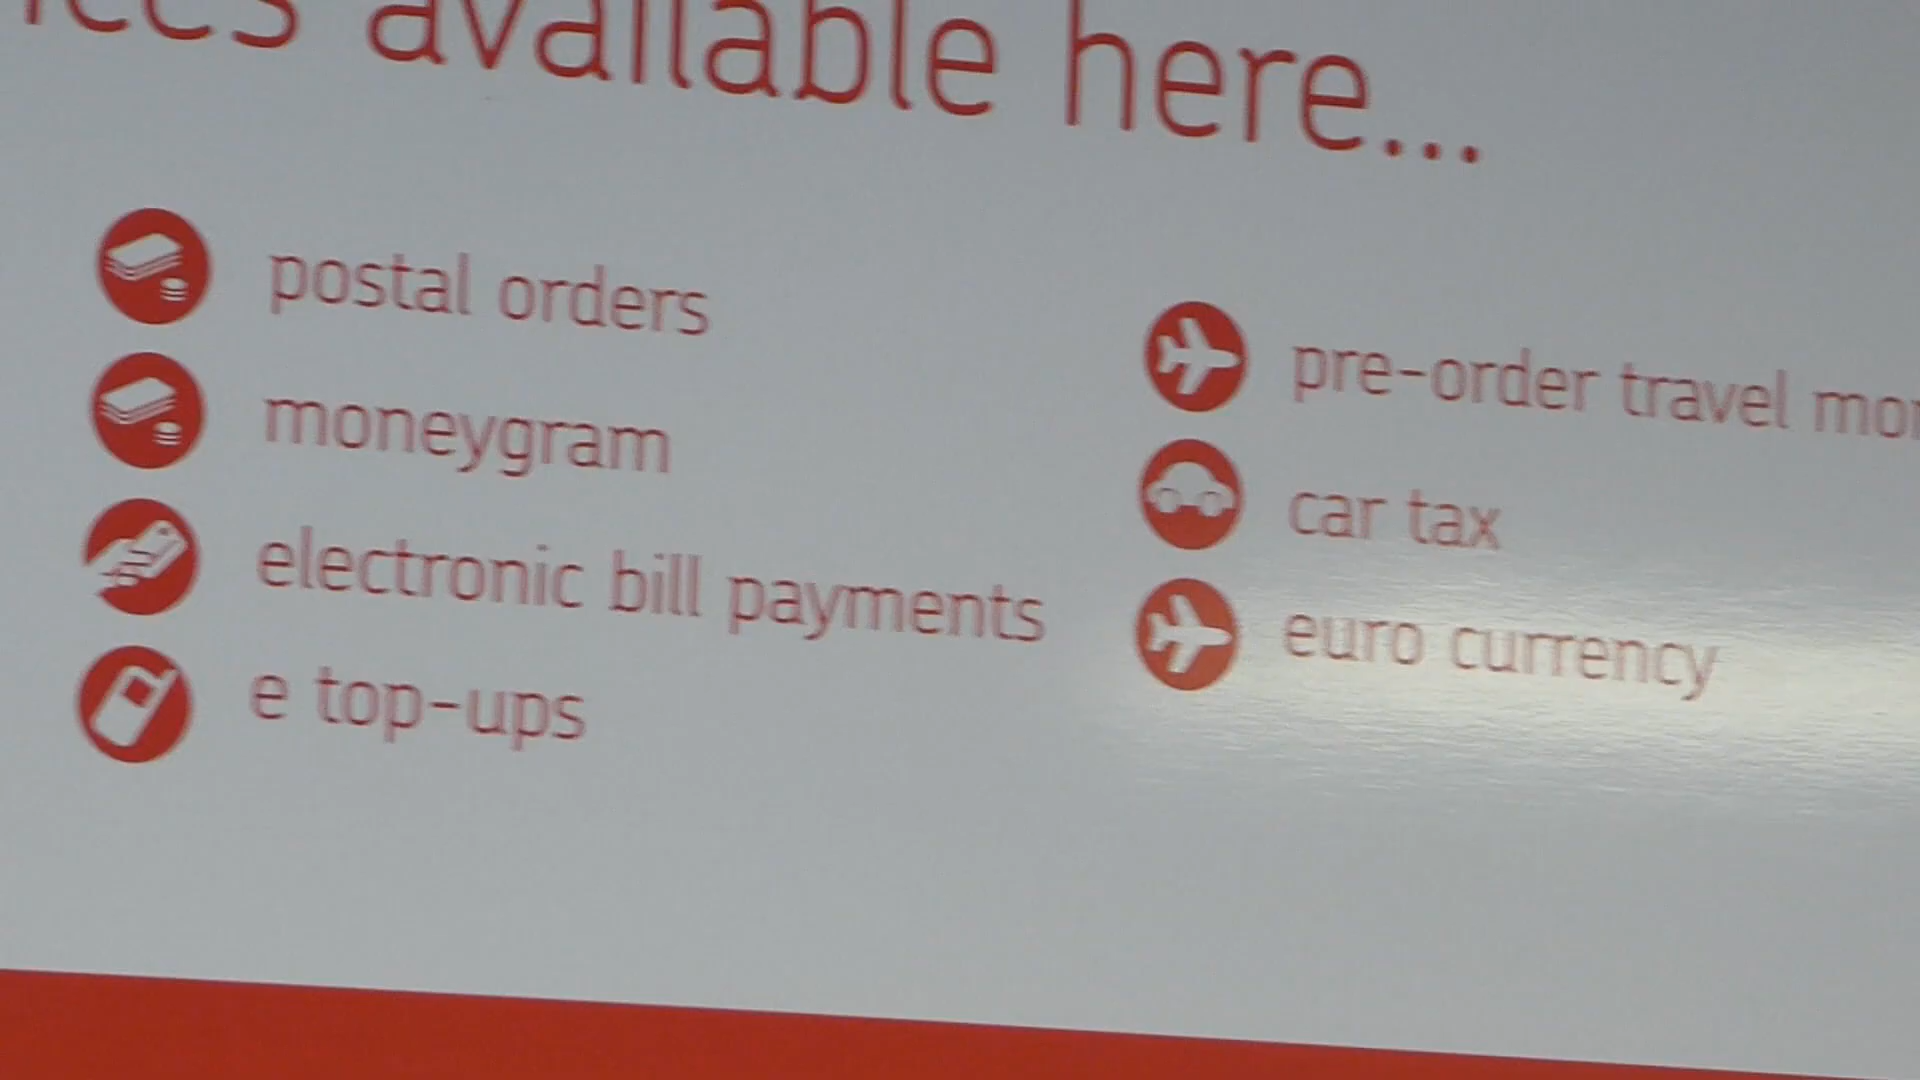 available here...
postal orders
moneygram
electronic bill payments
e top-ups
pre-order travel
car tax
euro currency